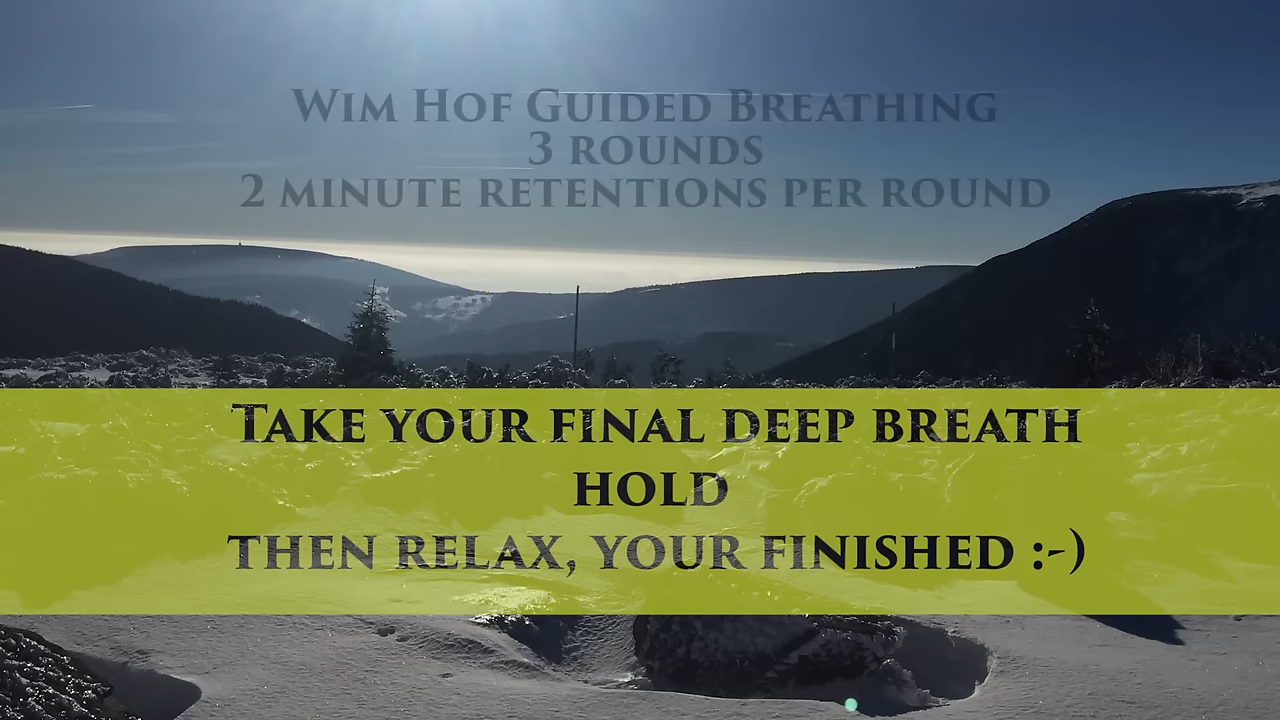 Wim Hof Guided Breathing
3 rounds
2 minute retentions per round
Take your final deep breath
hold
then relax, your finished :-)